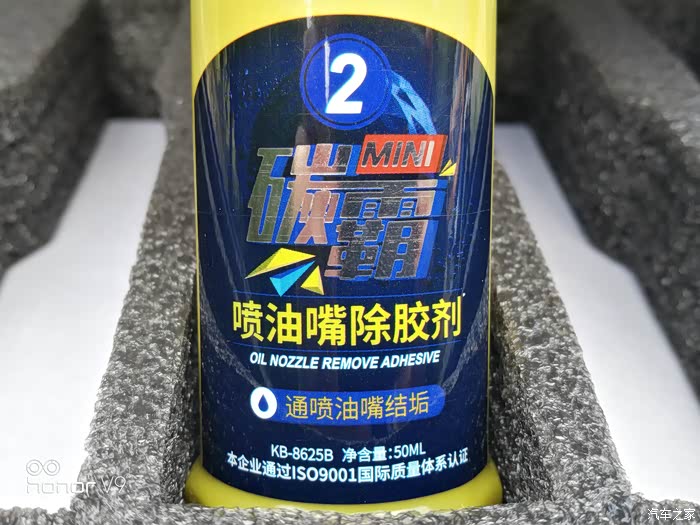 2
MINI
碳霸
喷油嘴除胶剂
OIL NOZZLE REMOVE ADHESIVE
通喷油嘴结垢
KB-8625B 净含量:50ML
本企业通过ISO9001国际质量体系认证
honor V9
汽车之家